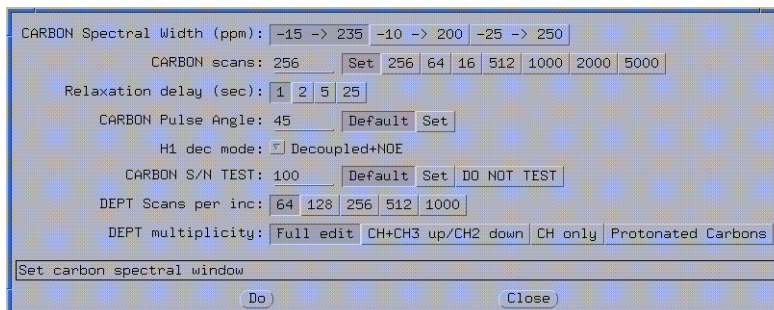 CARBON Spectral Width (ppm): -15 -> 235 -10 -> 200 -25 -> 250
CARBON scans: 256 Set 256 64 16 512 1000 2000 5000
Relaxation delay (sec): 1 2 5 25
CARBON Pulse Angle: 45 Default Set
H1 dec mode: Decoupled+NOE
CARBON S/N TEST: 100 Default Set DO NOT TEST
DEPT Scans per inc: 64 128 256 512 1000
DEPT multiplicity: Full edit CH+CH3 up/CH2 down CH only Protonated Carbons
Set carbon spectral window
Do Close